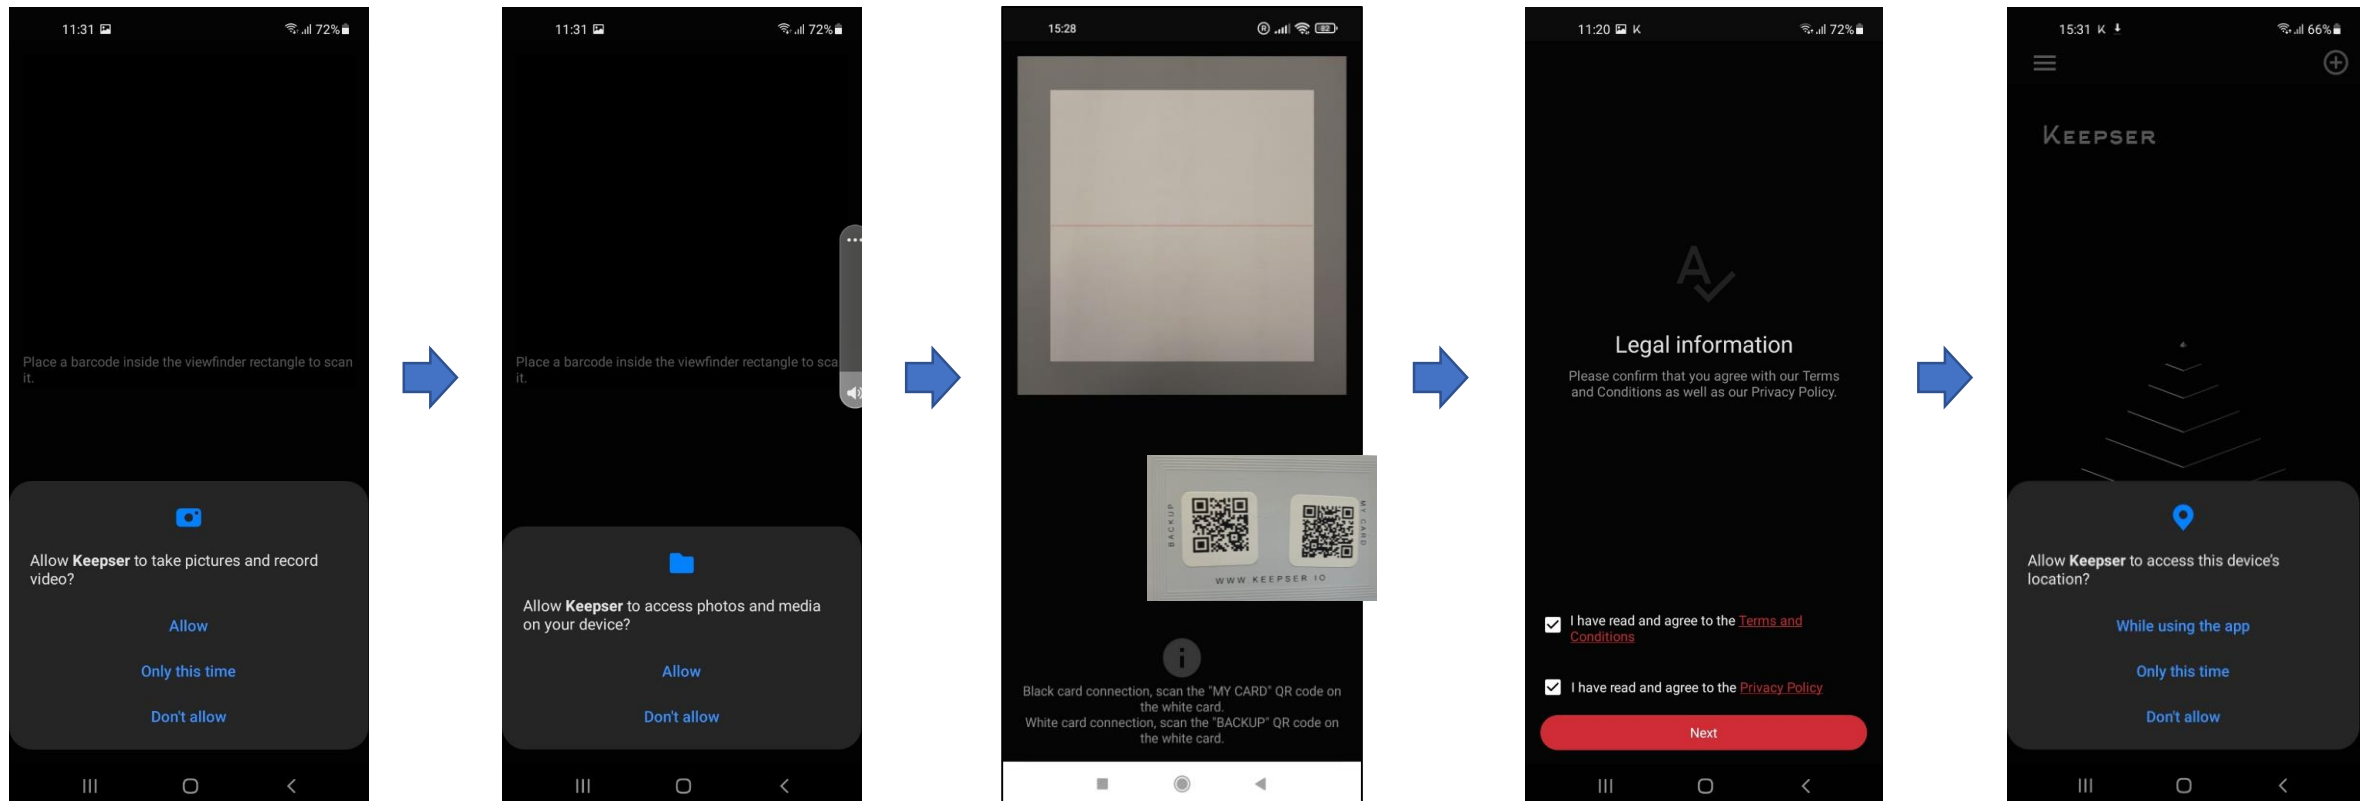 11:31
72%
Place a barcode inside the viewfinder rectangle to scan
it.
Allow Keepser to take pictures and record
video?
Allow
Only this time
Don't allow
11:31
72%
Place a barcode inside the viewfinder rectangle to sca
it.
Allow Keepser to access photos and media
on your device?
Allow
Don't allow
15:28
R
82
BACKUP
MY CARD
WWW KEEPSER IO
Black card connection, scan the "MY CARD" QR code on
the white card.
White card connection, scan the "BACKUP" QR code on
the white card.
11:20 K
72%
Legal information
Please confirm that you agree with our Terms
and Conditions as well as our Privacy Policy.
I have read and agree to the Terms and
Conditions
I have read and agree to the Privacy Policy
Next
15:31 K
66%
KEEPSER
Allow Keepser to access this device's
location?
While using the app
Only this time
Don't allow